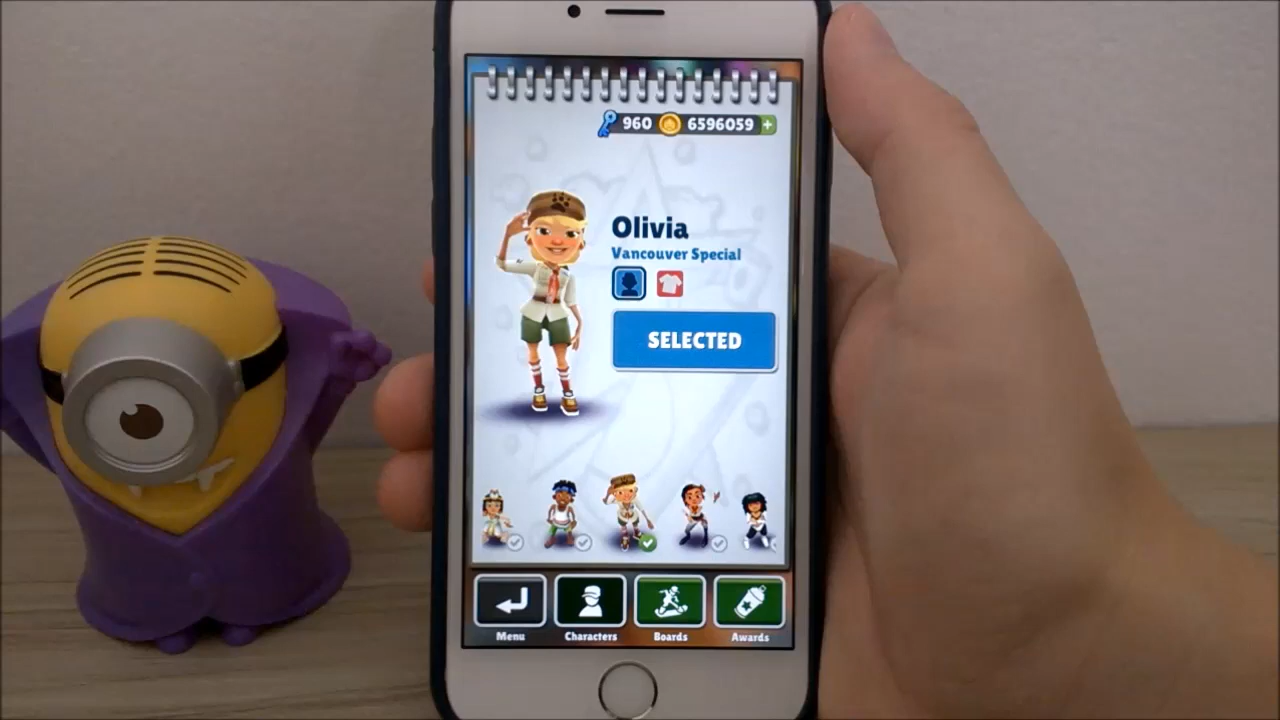 960 6596059 +
Olivia
Vancouver Special
SELECTED
Menu Characters Boards Awards